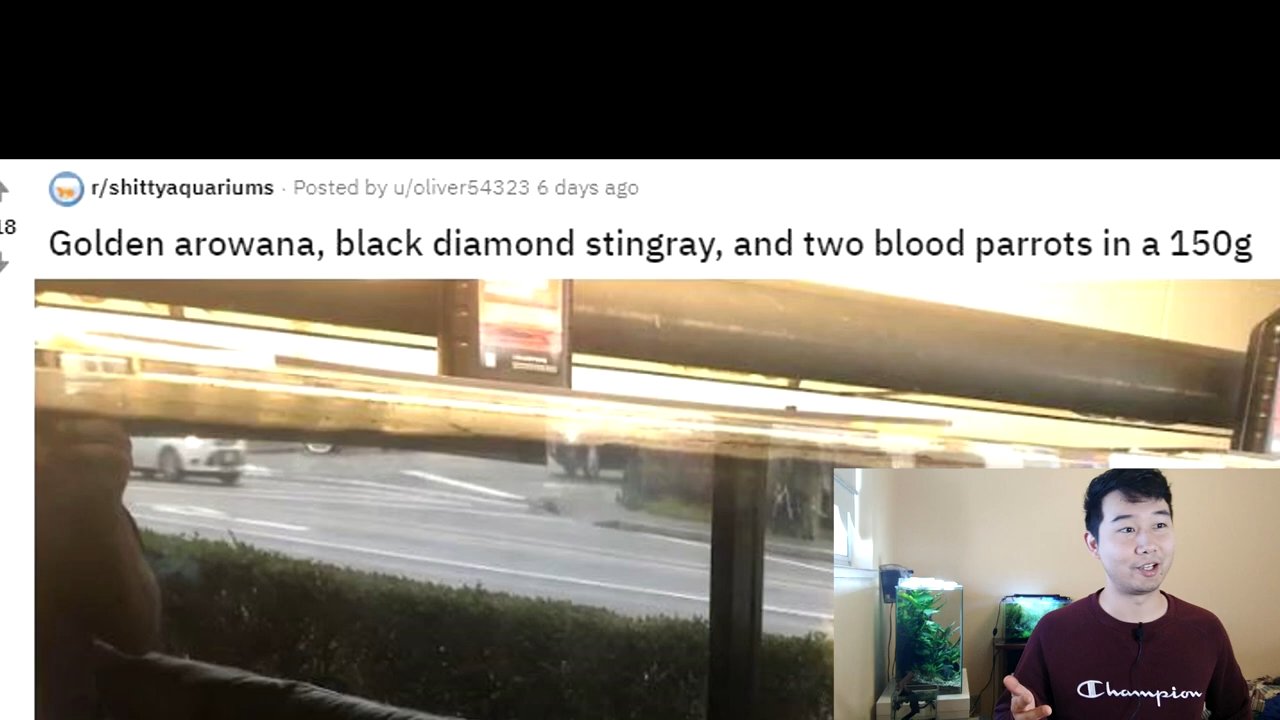 r/shittyaquariums · Posted by u/oliver54323 6 days ago
18
Golden arowana, black diamond stingray, and two blood parrots in a 150g
Champion